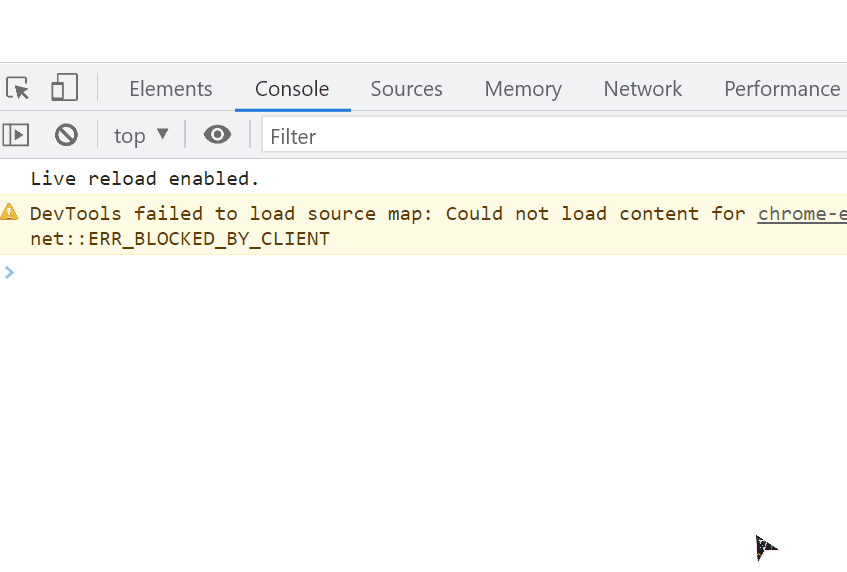 Elements Console Sources Memory Network Performance
top Filter
Live reload enabled.
DevTools failed to load source map: Could not load content for chrome-e
net::ERR_BLOCKED_BY_CLIENT